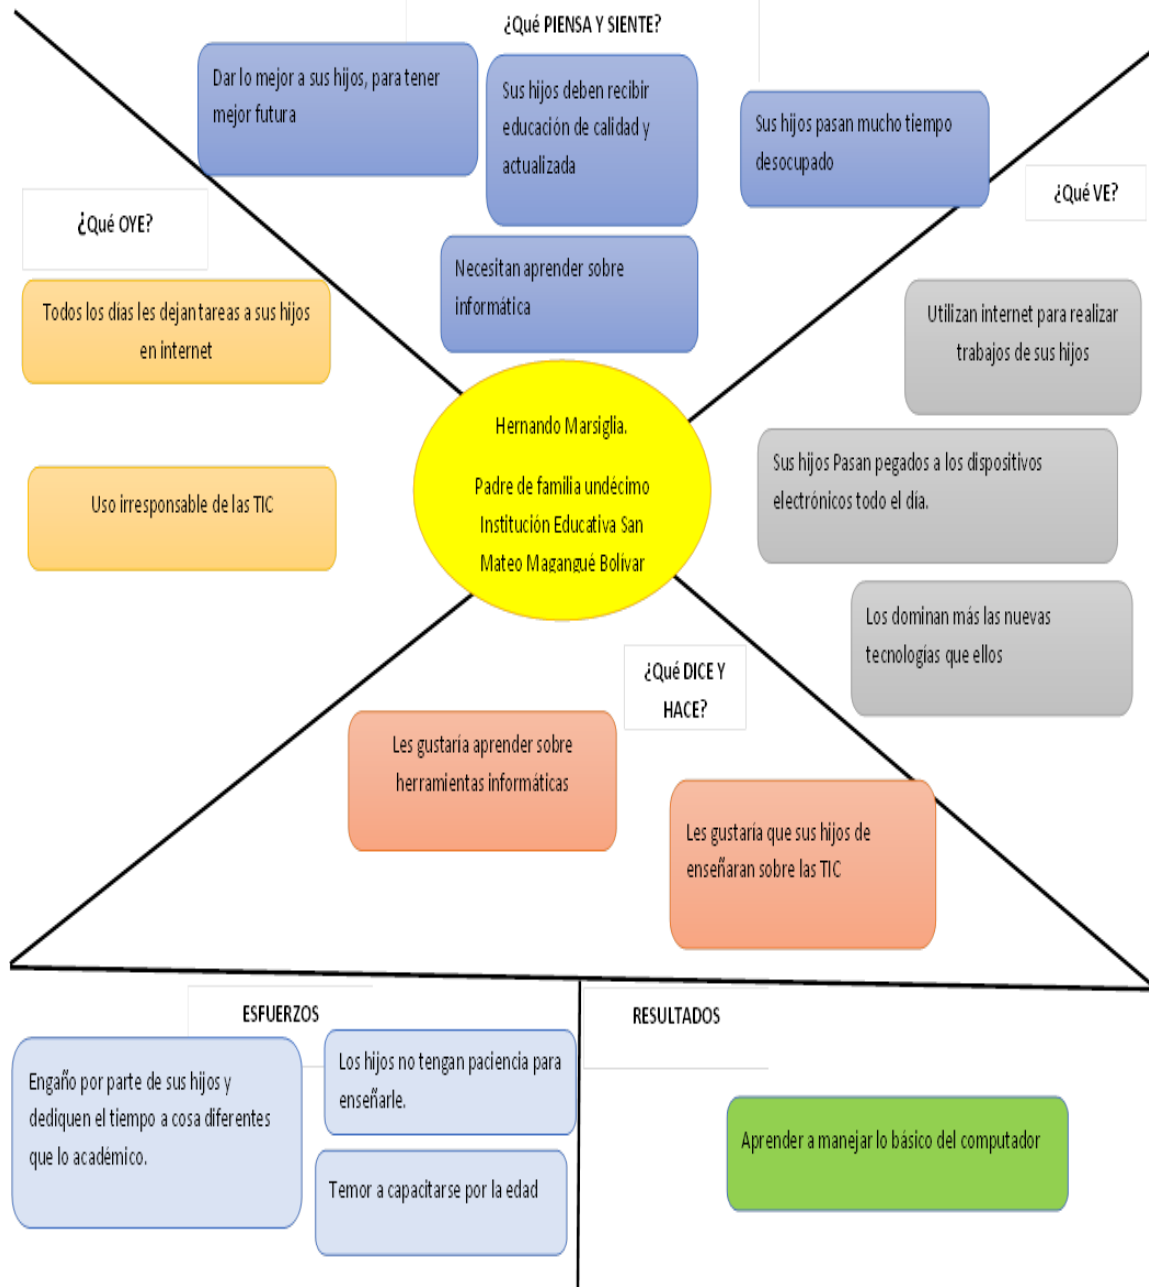 ¿Qué PIENSA Y SIENTE?
Dar lo mejor a sus hijos, para tener
mejor futura
Sus hijos deben recibir
educación de calidad y
actualizada
Sus hijos pasan mucho tiempo
desocupado
Necesitan aprender sobre
informática
¿Qué OYE?
Todos los días les dejan tareas a sus hijos
en internet
Uso irresponsable de las TIC
¿Qué VE?
Utilizan internet para realizar
trabajos de sus hijos
Sus hijos Pasan pegados a los dispositivos
electrónicos todo el día.
Los dominan más las nuevas
tecnologías que ellos
Hernando Marsiglia.
Padre de familia undécimo
Institución Educativa San
Mateo Magangué Bolívar
¿Qué DICE Y
HACE?
Les gustaría aprender sobre
herramientas informáticas
Les gustaría que sus hijos de
enseñaran sobre las TIC
ESFUERZOS
Engaño por parte de sus hijos y
dediquen el tiempo a cosa diferentes
que lo académico.
Los hijos no tengan paciencia para
enseñarle.
Temor a capacitarse por la edad
RESULTADOS
Aprender a manejar lo básico del computador